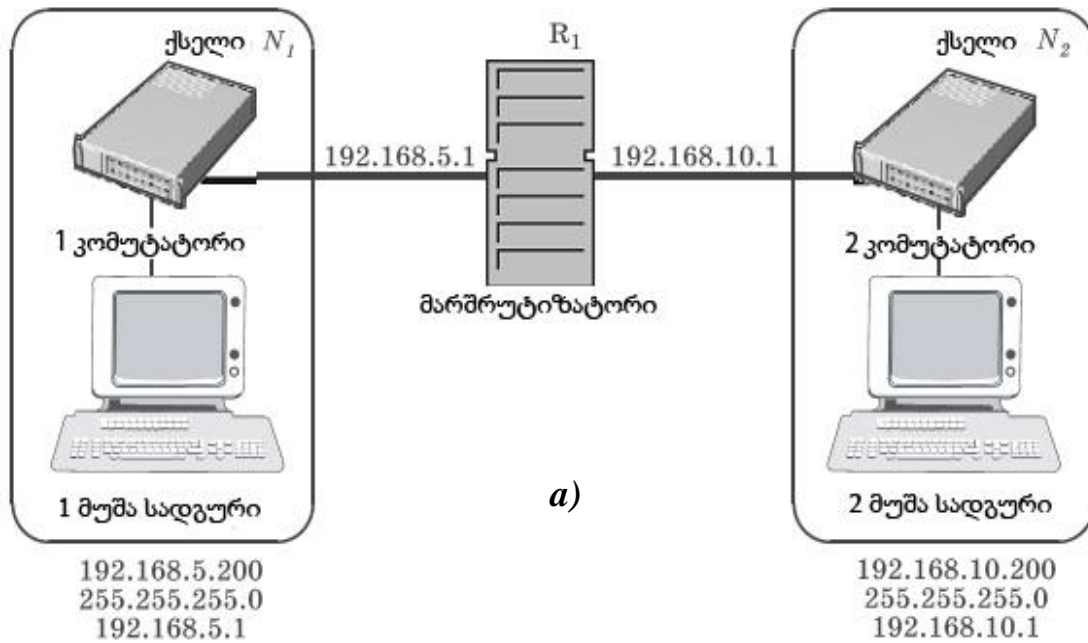 ქსელი N₁
R₁
ქსელი N₂
192.168.5.1
192.168.10.1
1 კომუტატორი
2 კომუტატორი
მარშრუტიზატორი
1 მუშა სადგური
a)
2 მუშა სადგური
192.168.5.200
255.255.255.0
192.168.5.1
192.168.10.200
255.255.255.0
192.168.10.1